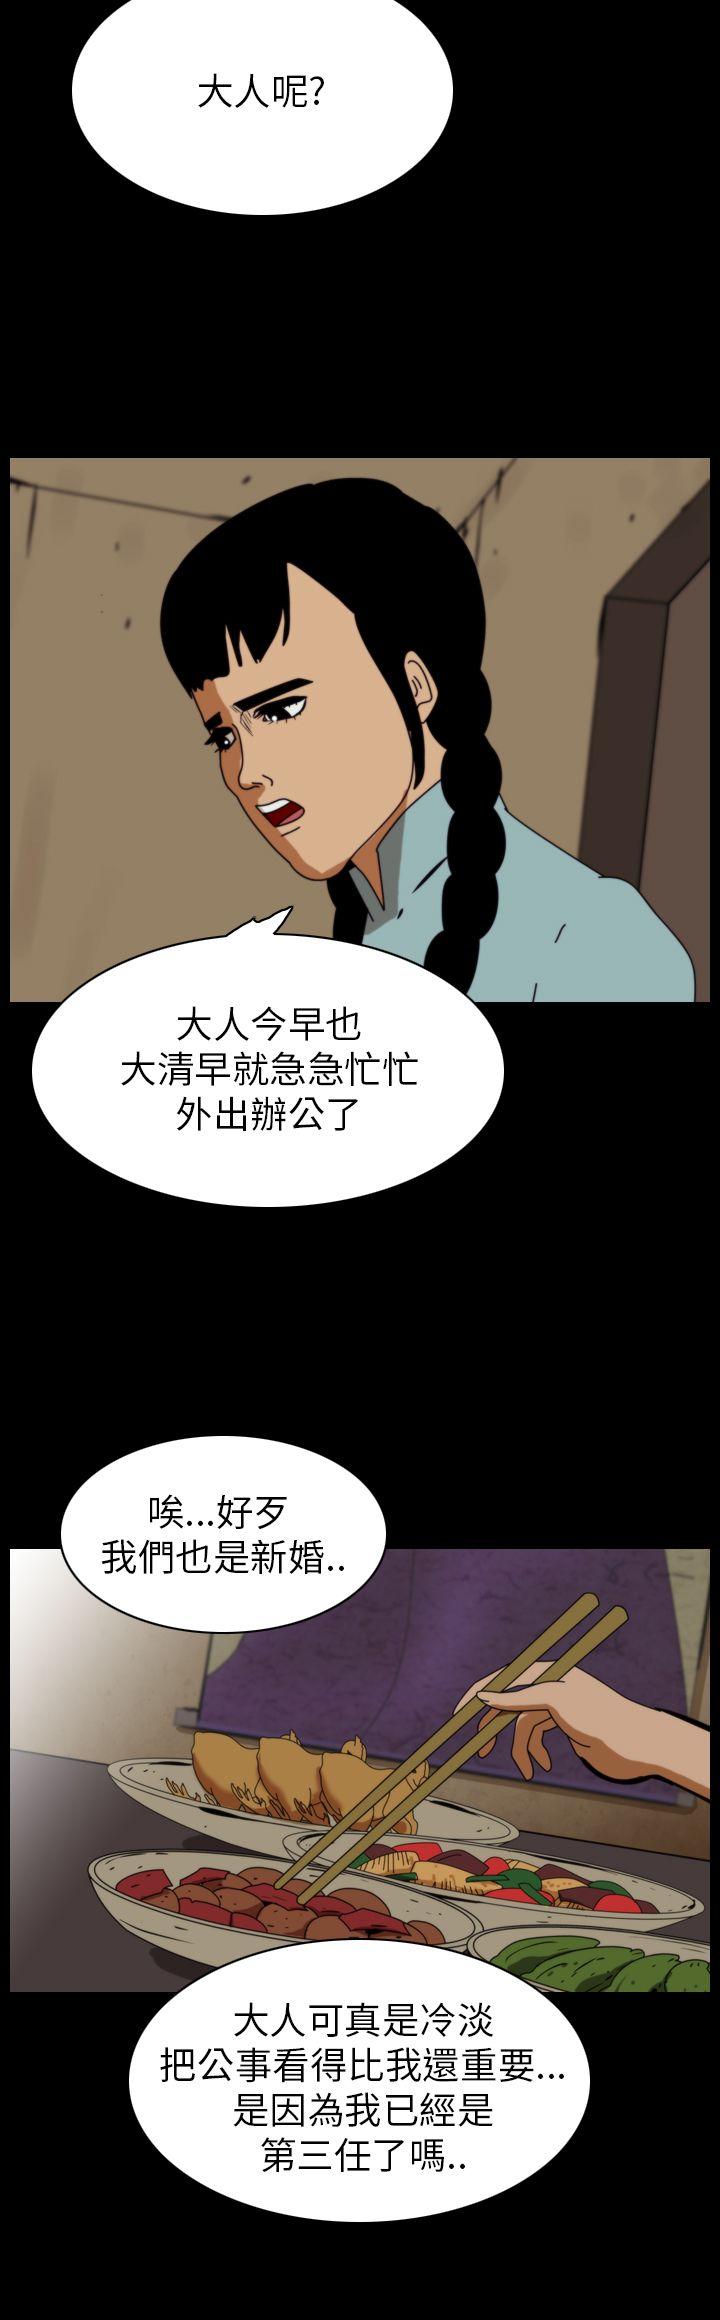 大人呢?
大人今早也
大清早就急急忙忙
外出辦公了
唉...好歹
我們也是新婚..
大人可真是冷淡
把公事看得比我還重要...
是因為我已經是
第三任了嗎..